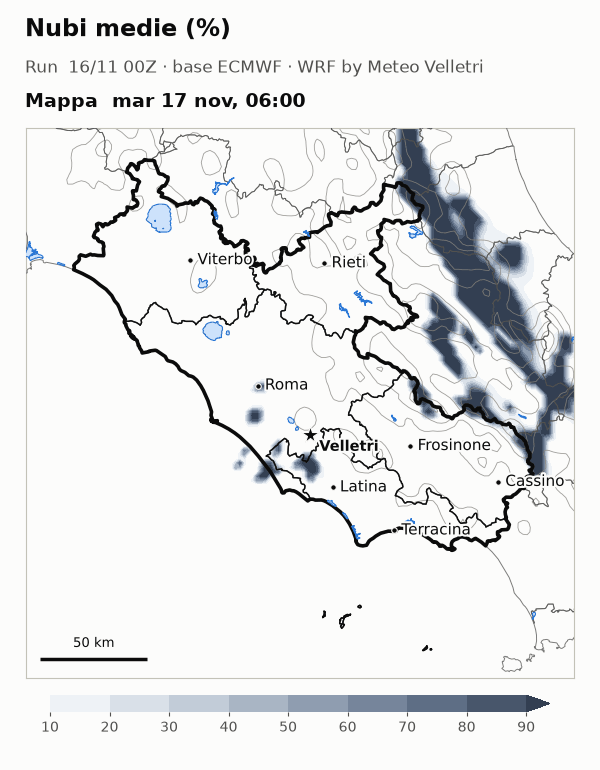 Nubi medie (%)
Run  16/11 00Z · base ECMWF · WRF by Meteo Velletri
Mappa  mar 17 nov, 06:00
Viterbo
Rieti
Roma
Velletri
Frosinone
Cassino
Latina
Terracina
50 km
10 20 30 40 50 60 70 80 90